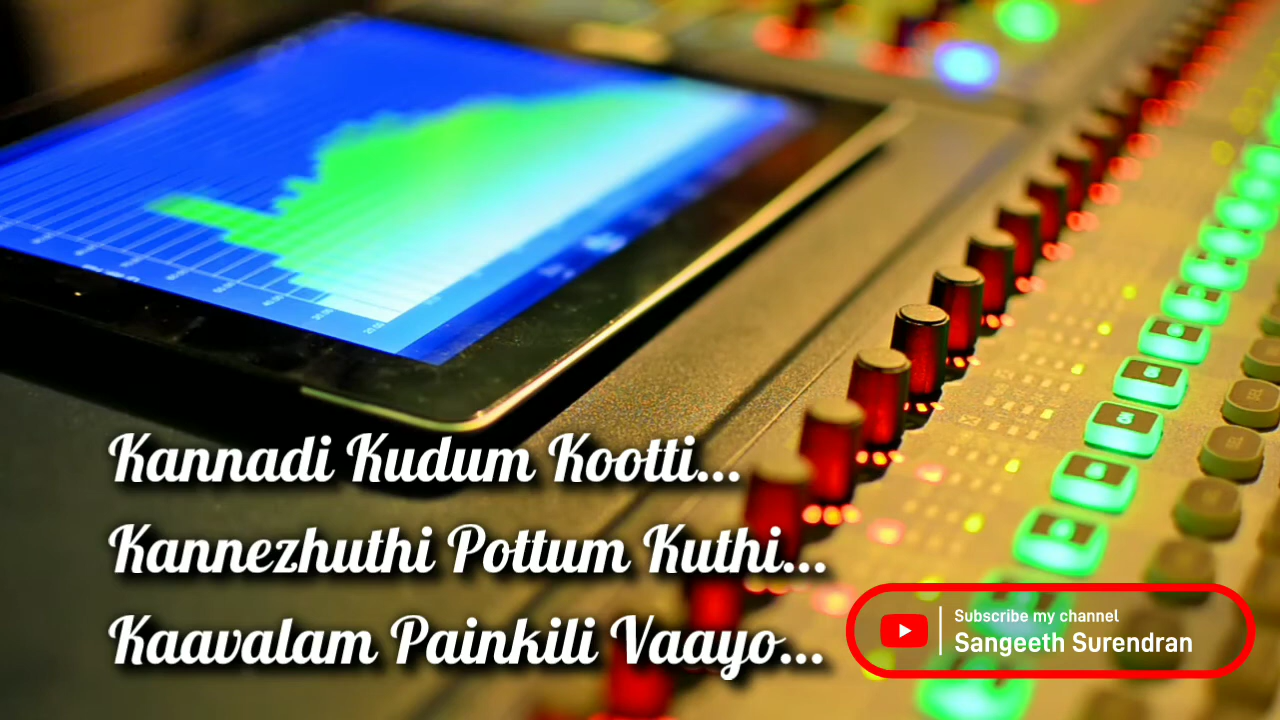 Kannadi Kudum Kootti...
Kannezhuthi Pottum Kuthi...
Kaavalam Painkili Vaayo...
Subscribe my channel
Sangeeth Surendran